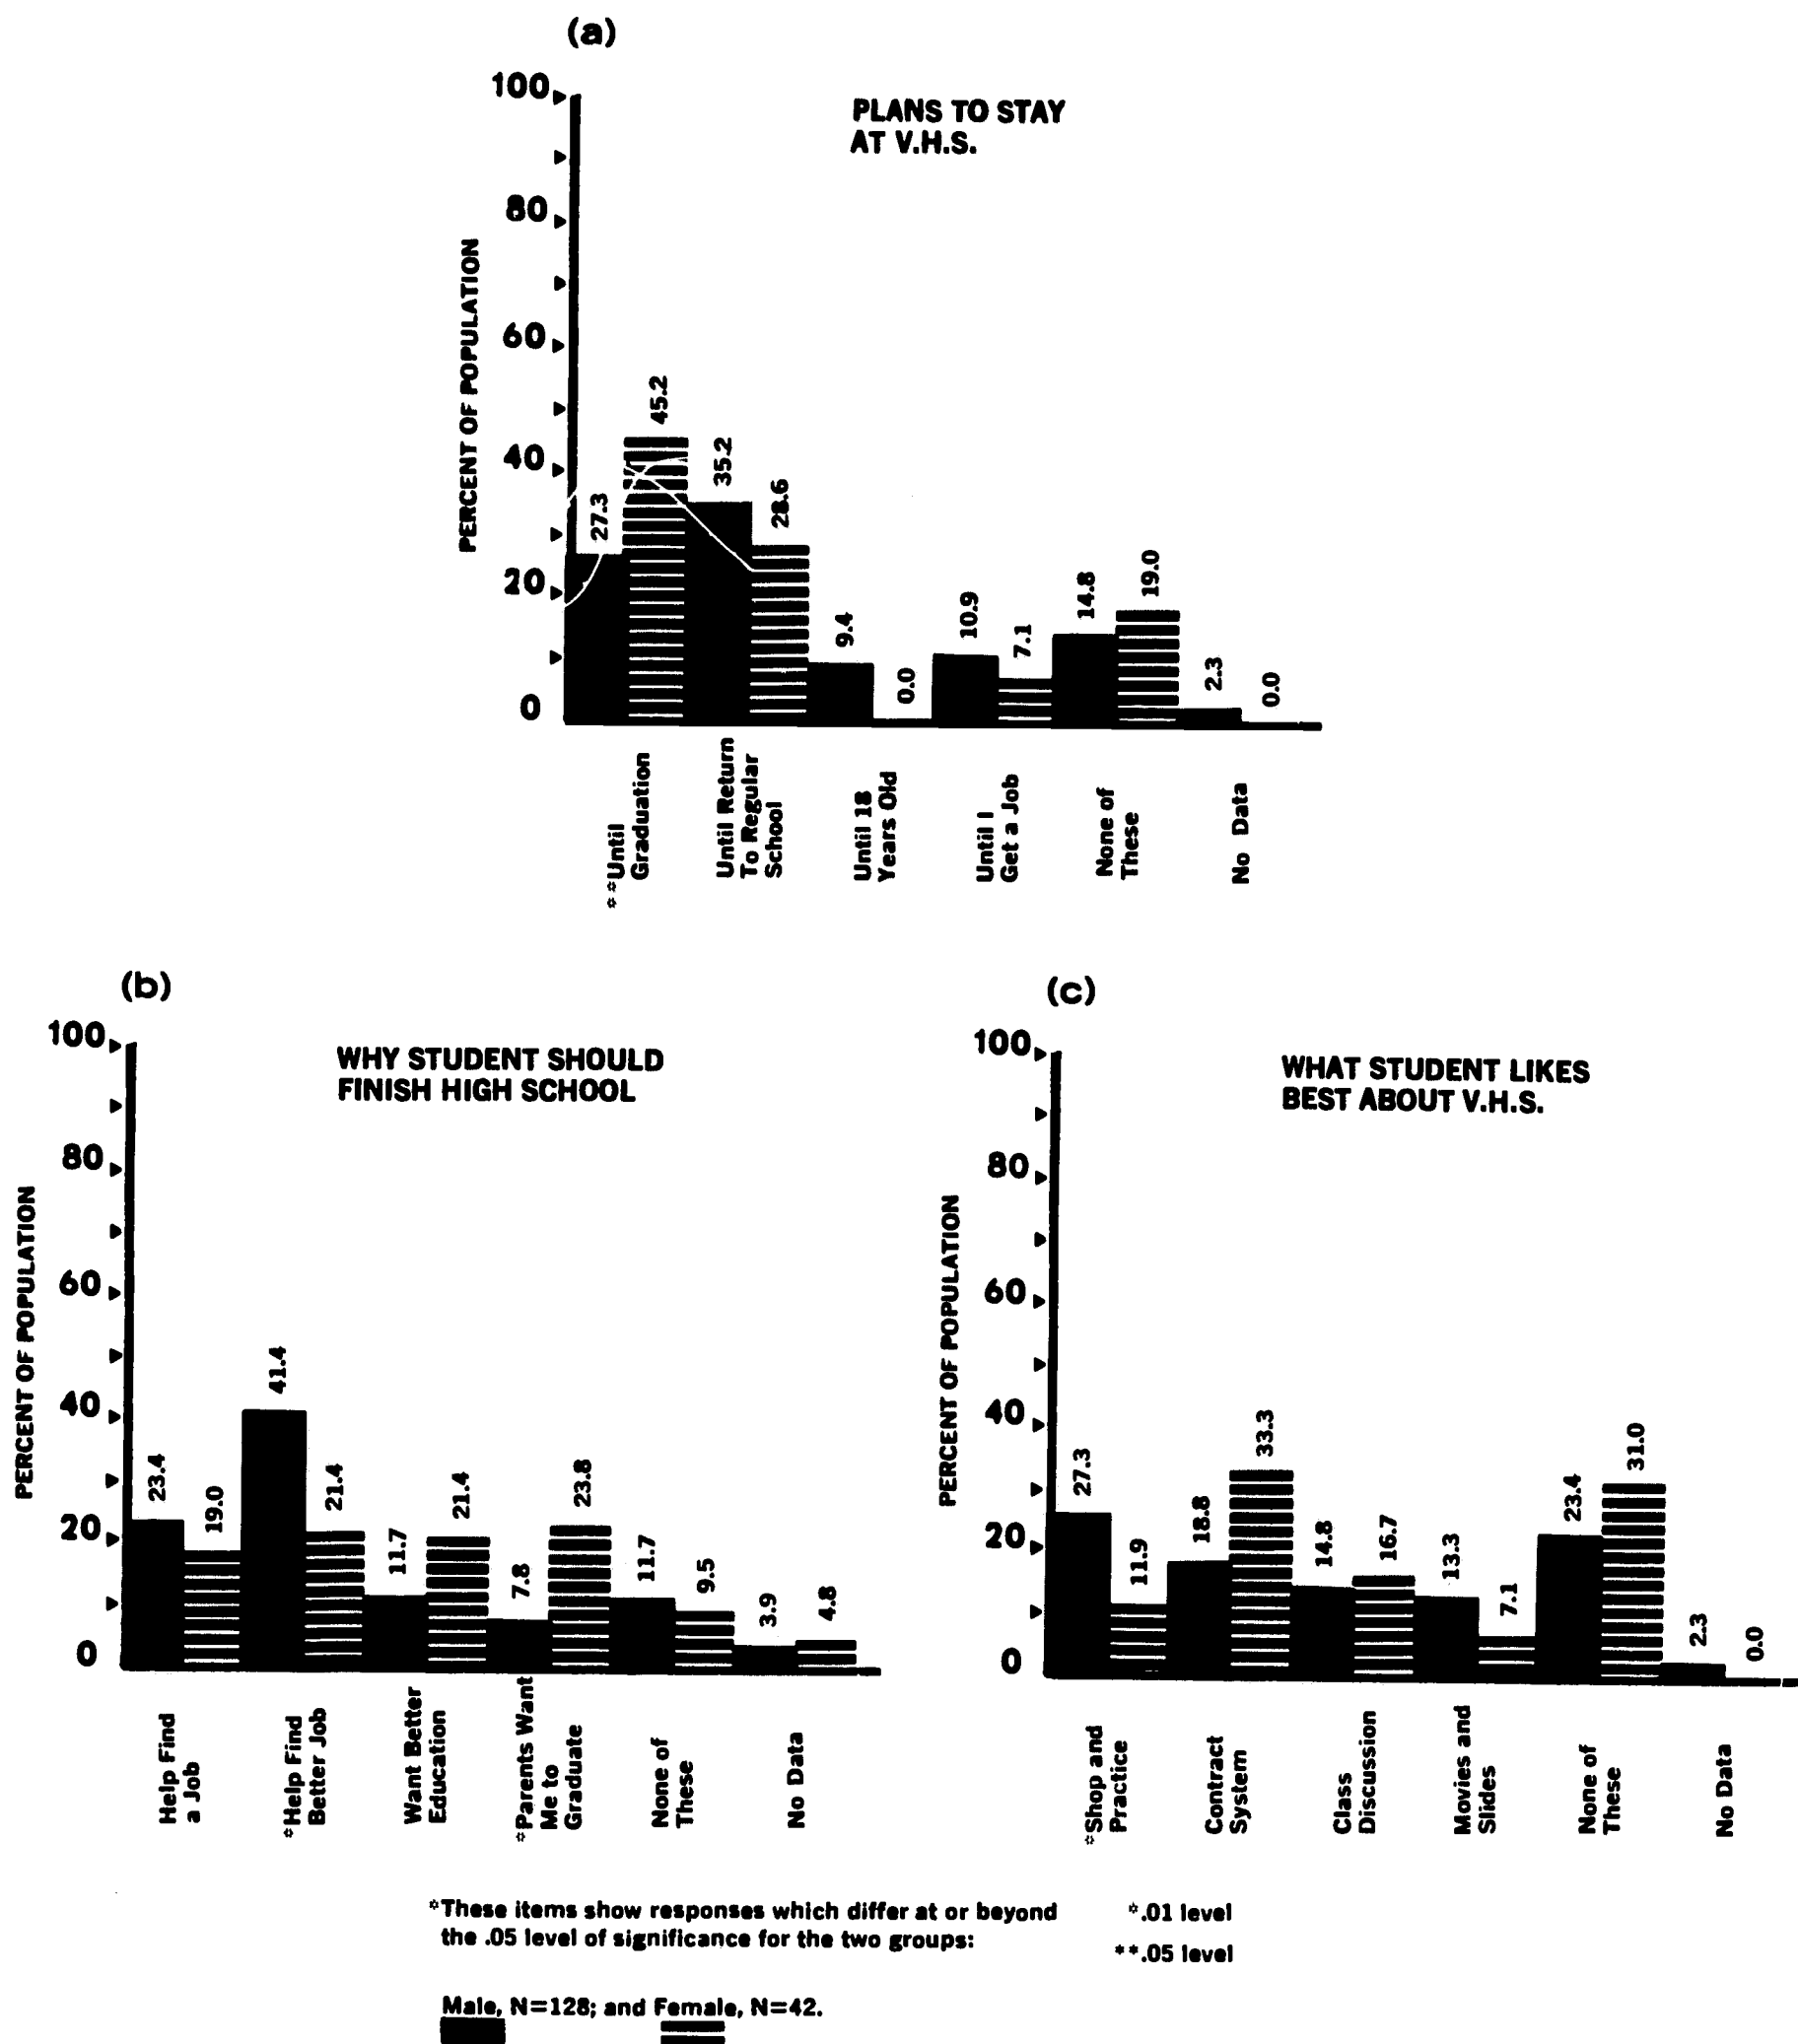 (a)
PLANS TO STAY
AT V.H.S.
PERCENT OF POPULATION
100
80
60
40
20
0
27.3
45.2
35.2
28.6
9.4
0.0
10.9
7.1
14.8
19.0
2.3
0.0
**Until
Graduation
Until Return
To Regular
School
Until 18
Years Old
Until I
Get a Job
None of
These
No Data
(b)
WHY STUDENT SHOULD
FINISH HIGH SCHOOL
PERCENT OF POPULATION
100
80
60
40
20
0
23.4
19.0
41.4
21.4
11.7
21.4
7.8
23.8
11.7
9.5
3.9
4.8
Help Find
a Job
*Help Find
Better Job
Want Better
Education
*Parents Want
Me to
Graduate
None of
These
No Data
(c)
WHAT STUDENT LIKES
BEST ABOUT V.H.S.
PERCENT OF POPULATION
100
80
60
40
20
0
27.3
11.9
18.8
33.3
14.8
16.7
13.3
7.1
23.4
31.0
2.3
0.0
*Shop and
Practice
Contract
System
Class
Discussion
Movies and
Slides
None of
These
No Data
*These items show responses which differ at or beyond
the .05 level of significance for the two groups:
*.01 level
**.05 level
Male, N=128; and Female, N=42.